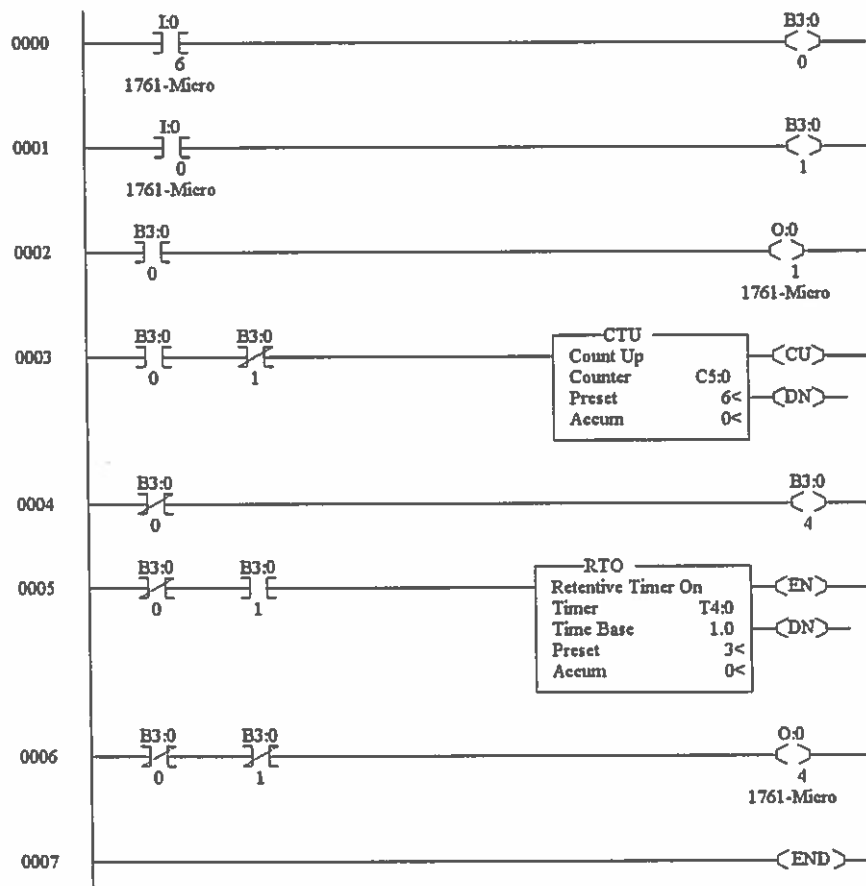 I:0 B3:0
0000
6 0
1761-Micro
I:0 B3:0
0001
0 1
1761-Micro
B3:0 O:0
0002
0 1
1761-Micro
B3:0 B3:0 CTU
0003 Count Up CU
0 1 Counter C5:0
Preset 6< DN
Accum 0<
B3:0 B3:0
0004
0 4
B3:0 B3:0 RTO
0005 Retentive Timer On EN
0 1 Timer T4:0
Time Base 1.0 DN
Preset 3<
Accum 0<
B3:0 B3:0 O:0
0006
0 1 4
1761-Micro
0007 END